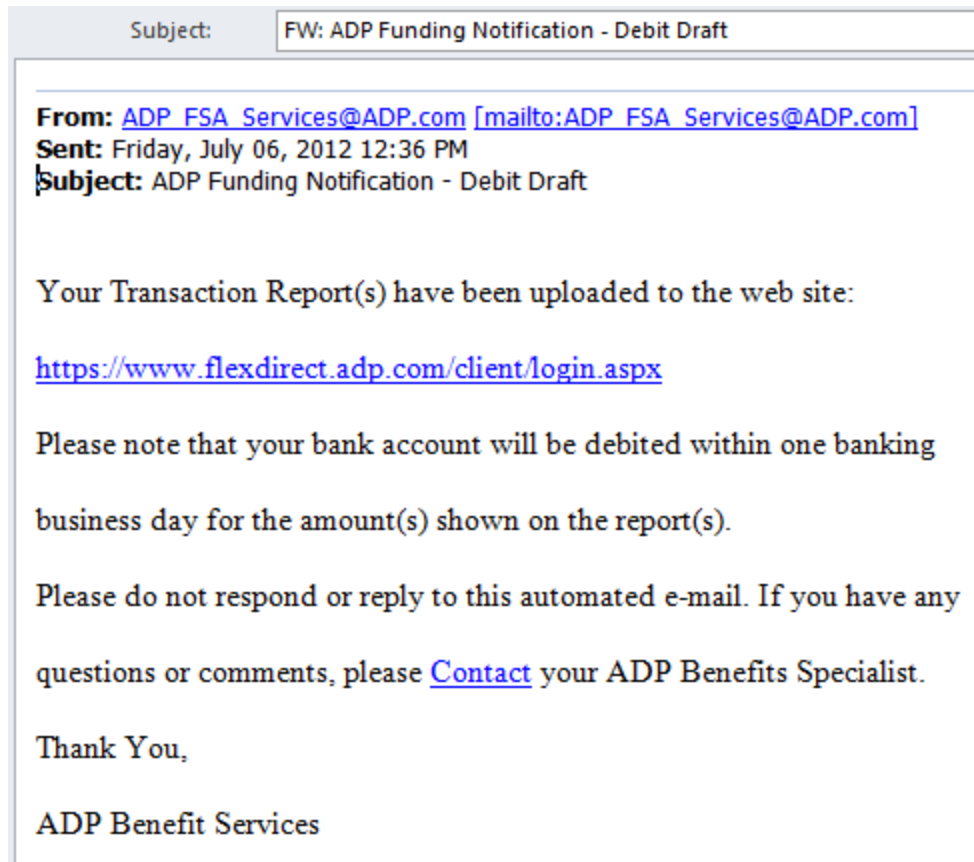 Subject: FW: ADP Funding Notification - Debit Draft
From: ADP_FSA_Services@ADP.com [mailto:ADP_FSA_Services@ADP.com]
Sent: Friday, July 06, 2012 12:36 PM
Subject: ADP Funding Notification - Debit Draft
Your Transaction Report(s) have been uploaded to the web site:
https://www.flexdirect.adp.com/client/login.aspx
Please note that your bank account will be debited within one banking
business day for the amount(s) shown on the report(s).
Please do not respond or reply to this automated e-mail. If you have any
questions or comments, please Contact your ADP Benefits Specialist.
Thank You,
ADP Benefit Services